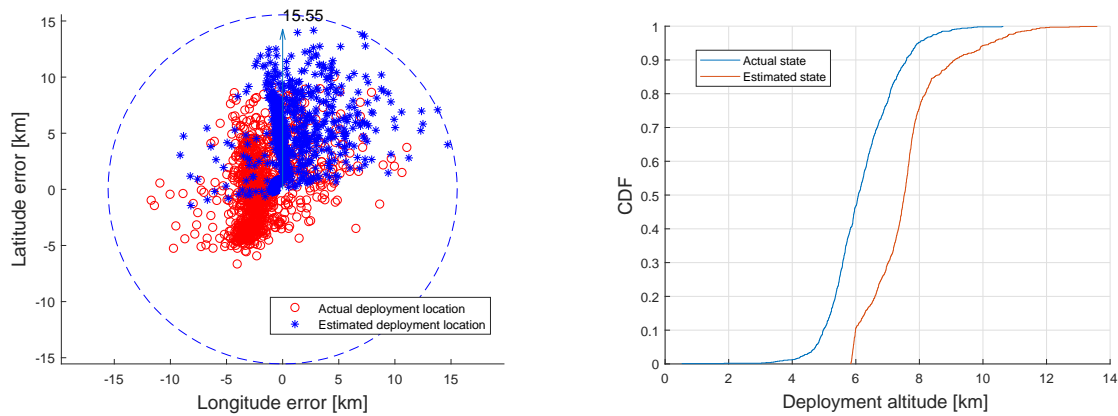 15.55
15
10
5
0
-5
-10
-15
Latitude error [km]
Actual deployment location
Estimated deployment location
-15 -10 -5 0 5 10 15
Longitude error [km]
1
0.9
0.8
0.7
0.6
0.5
0.4
0.3
0.2
0.1
0
CDF
Actual state
Estimated state
0 2 4 6 8 10 12 14
Deployment altitude [km]